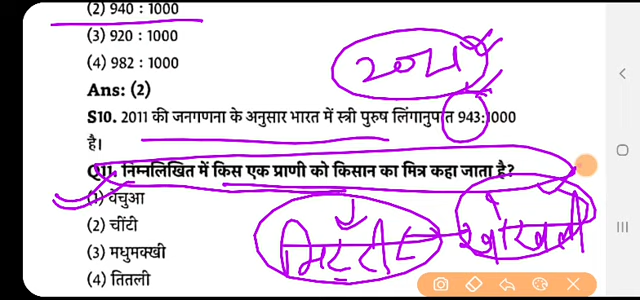 (2) 940 : 1000
(3) 920 : 1000
(4) 982 : 1000
Ans: (2)
S10. 2011 की जनगणना के अनुसार भारत में स्त्री पुरुष लिंगानुपात 943:1000
है।
Q11. निम्नलिखित में किस एक प्राणी को किसान का मित्र कहा जाता है?
(1) केंचुआ
(2) चींटी
(3) मधुमक्खी
(4) तितली